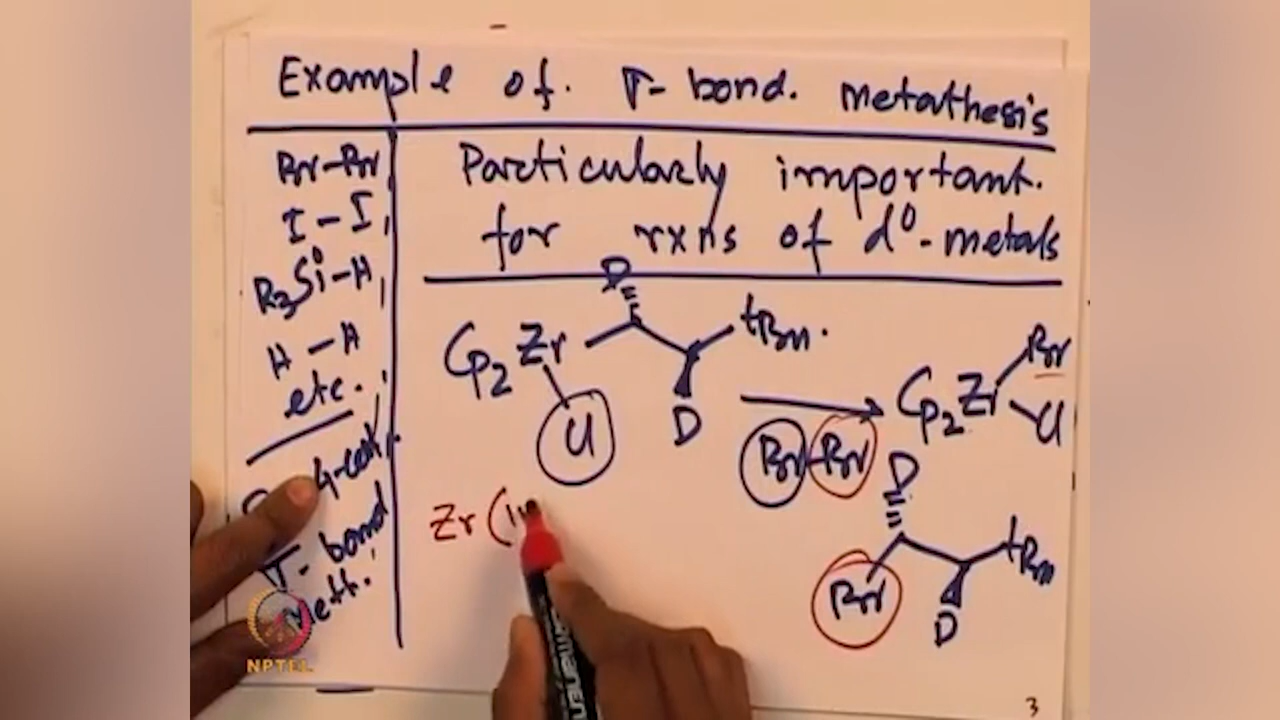 Example of. σ- bond. metathesis
Br-Br,
I-I,
R3Si-H,
H-H
etc.
4-cent.
σ-bond
Mett.
Particularly important.
for rxns of d⁰-metals
D
Cp2Zr
tBu.
Cl
D
Br-Br
Cp2Zr
Br
Cl
D
Br
tBu
D
Zr (
NPTEL
3